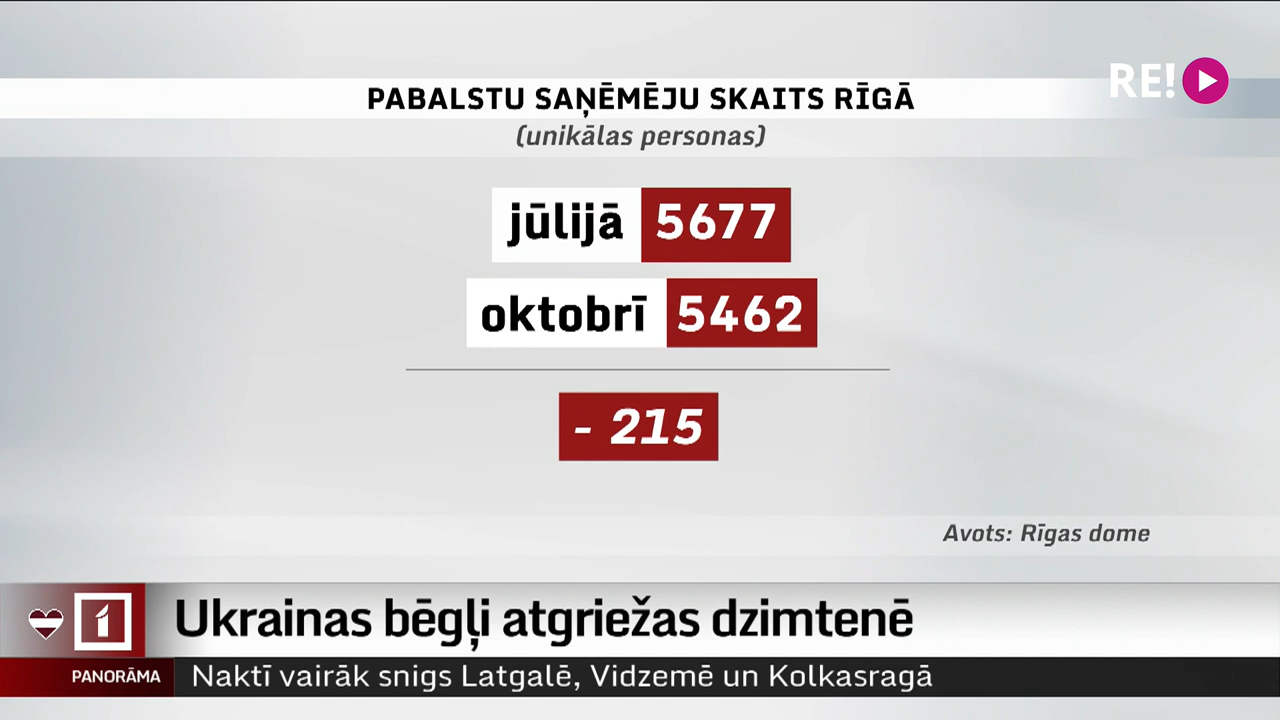 RE!
PABALSTU SAŅĒMĒJU SKAITS RĪGĀ
(unikālas personas)
jūlijā 5677
oktobrī 5462
- 215
Avots: Rīgas dome
1 Ukrainas bēgļi atgriežas dzimtenē
PANORĀMA Naktī vairāk snigs Latgalē, Vidzemē un Kolkasragā